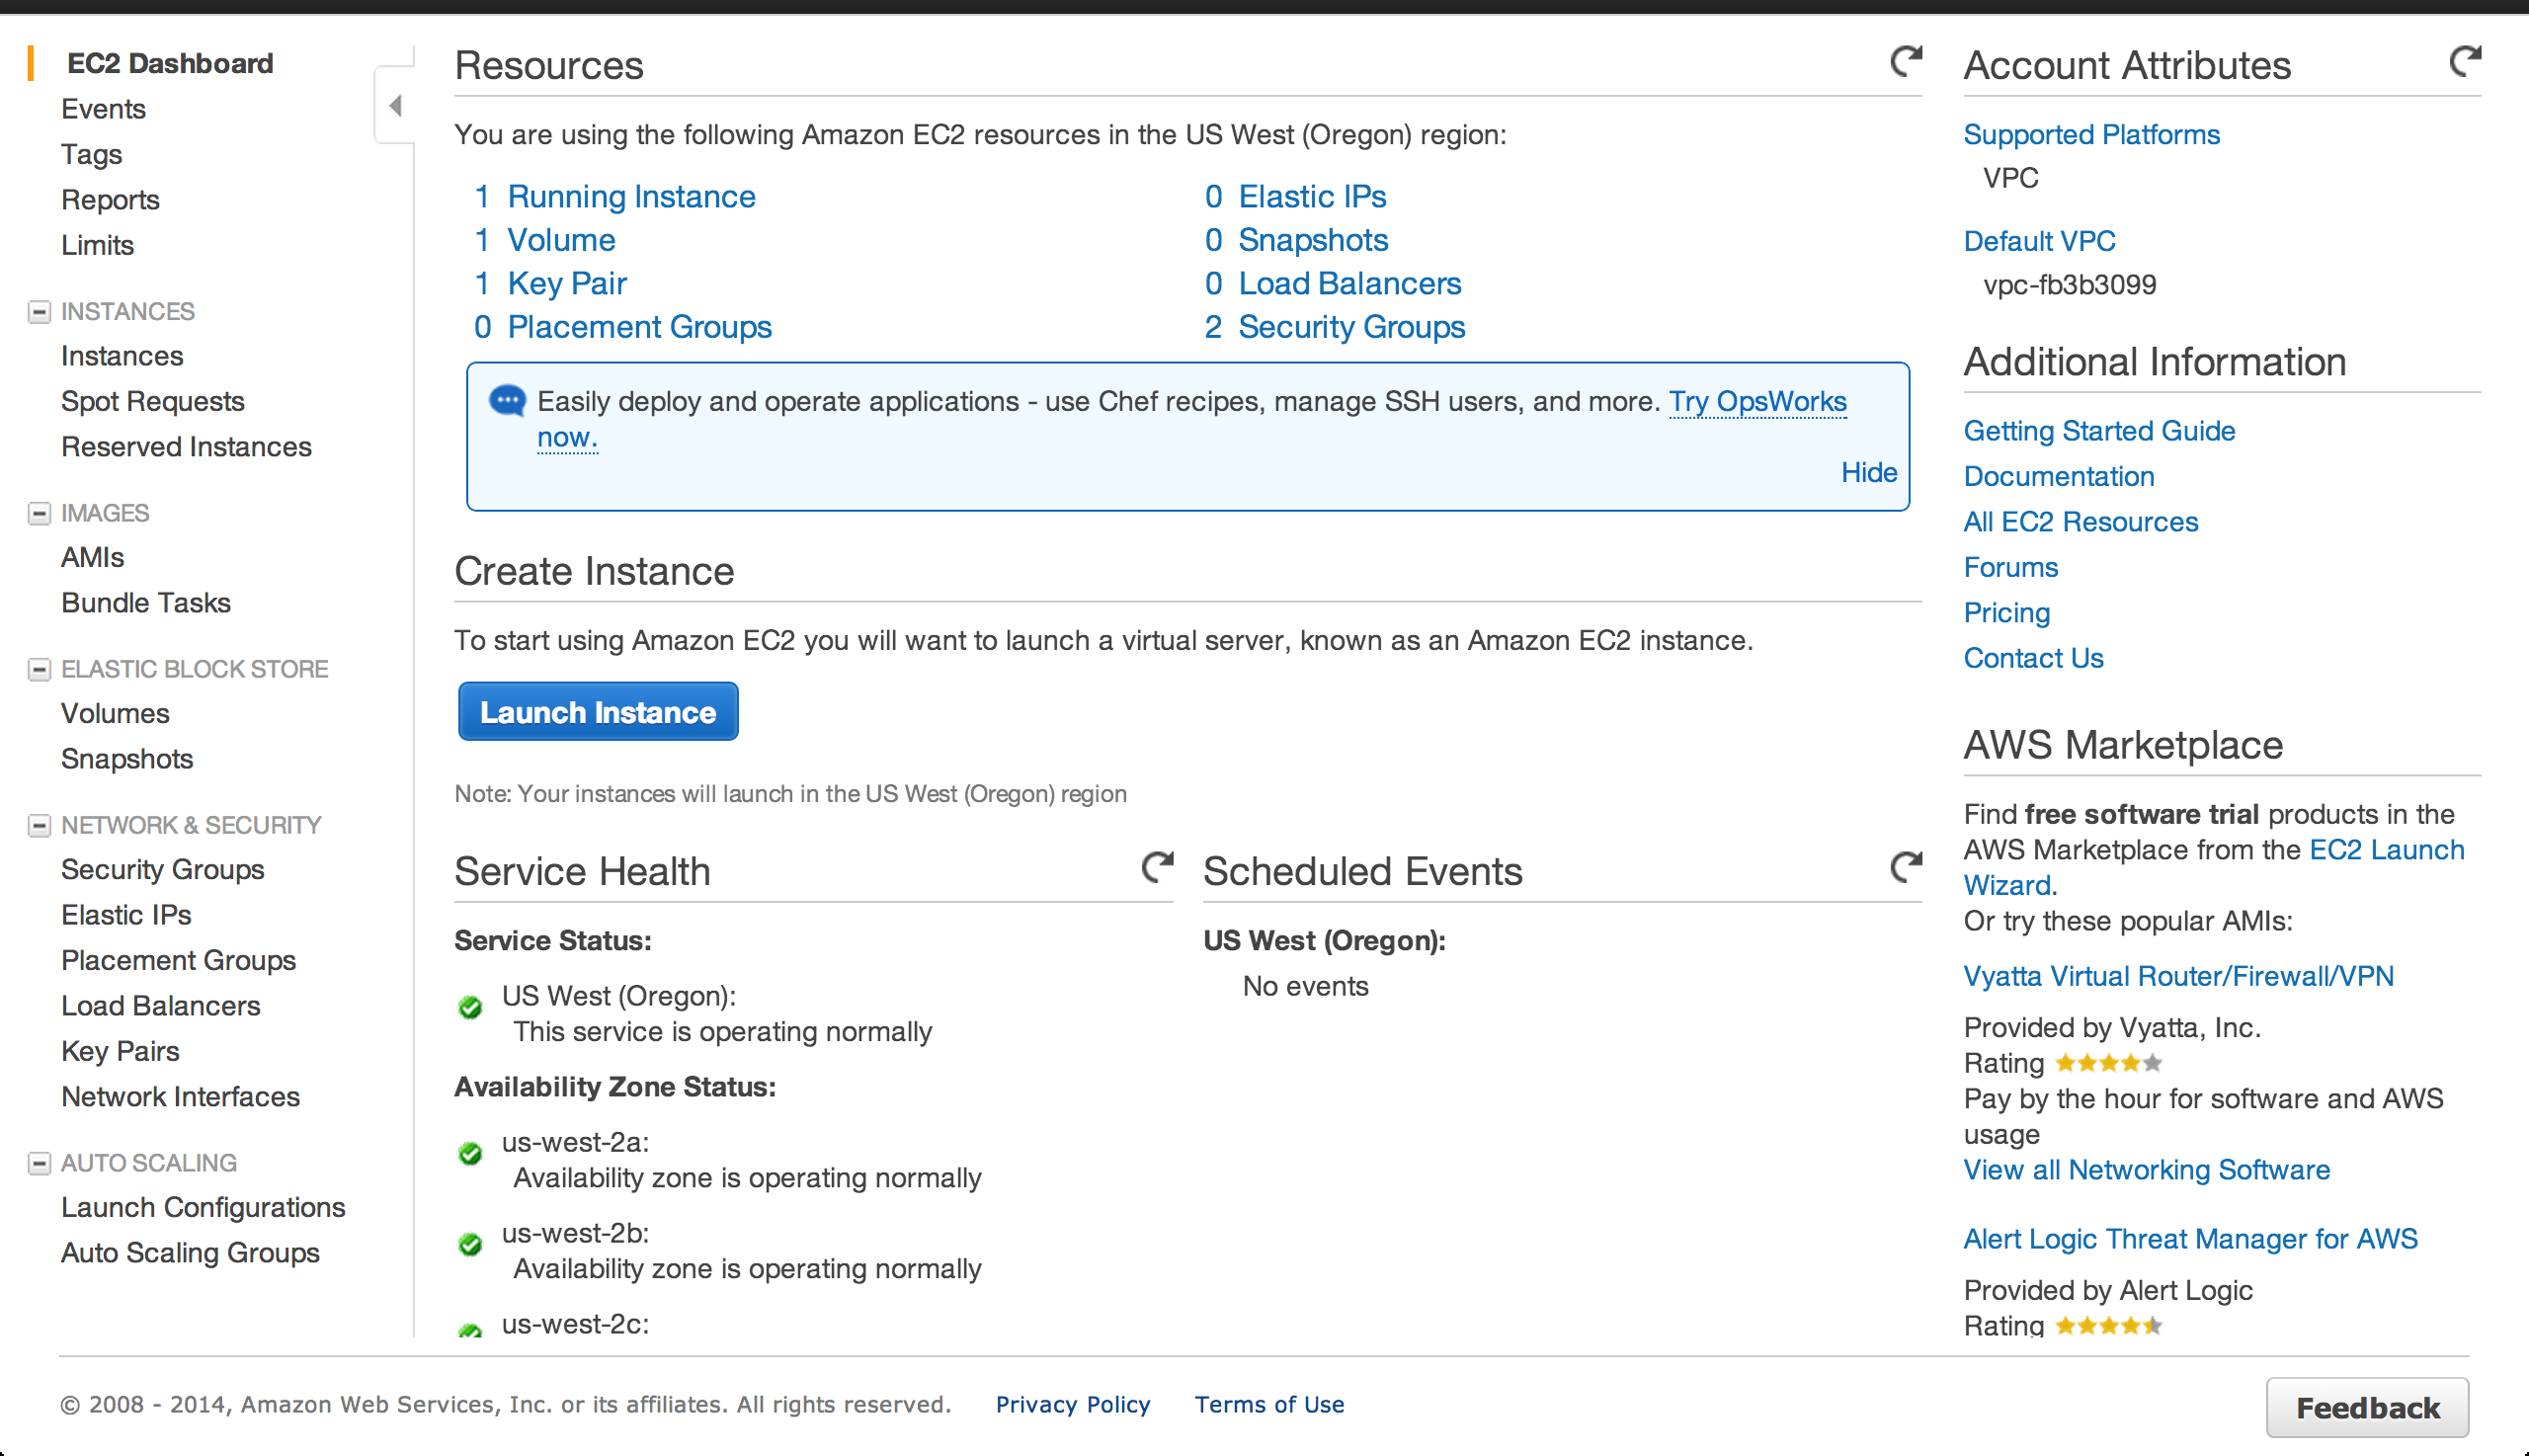 EC2 Dashboard
Events
Tags
Reports
Limits
INSTANCES
Instances
Spot Requests
Reserved Instances
IMAGES
AMIs
Bundle Tasks
ELASTIC BLOCK STORE
Volumes
Snapshots
NETWORK & SECURITY
Security Groups
Elastic IPs
Placement Groups
Load Balancers
Key Pairs
Network Interfaces
AUTO SCALING
Launch Configurations
Auto Scaling Groups
Resources
You are using the following Amazon EC2 resources in the US West (Oregon) region:
1 Running Instance
1 Volume
1 Key Pair
0 Placement Groups
0 Elastic IPs
0 Snapshots
0 Load Balancers
2 Security Groups
Easily deploy and operate applications - use Chef recipes, manage SSH users, and more. Try OpsWorks
now.
Hide
Create Instance
To start using Amazon EC2 you will want to launch a virtual server, known as an Amazon EC2 instance.
Launch Instance
Note: Your instances will launch in the US West (Oregon) region
Service Health
Service Status:
US West (Oregon):
This service is operating normally
Availability Zone Status:
us-west-2a:
Availability zone is operating normally
us-west-2b:
Availability zone is operating normally
us-west-2c:
Scheduled Events
US West (Oregon):
No events
Account Attributes
Supported Platforms
VPC
Default VPC
vpc-fb3b3099
Additional Information
Getting Started Guide
Documentation
All EC2 Resources
Forums
Pricing
Contact Us
AWS Marketplace
Find free software trial products in the
AWS Marketplace from the EC2 Launch
Wizard.
Or try these popular AMIs:
Vyatta Virtual Router/Firewall/VPN
Provided by Vyatta, Inc.
Rating
Pay by the hour for software and AWS
usage
View all Networking Software
Alert Logic Threat Manager for AWS
Provided by Alert Logic
Rating
© 2008 - 2014, Amazon Web Services, Inc. or its affiliates. All rights reserved.
Privacy Policy
Terms of Use
Feedback